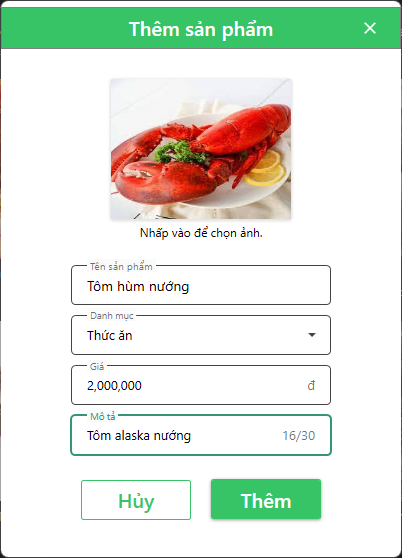 Thêm sản phẩm
Nhấp vào để chọn ảnh.
Tên sản phẩm
Tôm hùm nướng
Danh mục
Thức ăn
Giá
2,000,000 đ
Mô tả
Tôm alaska nướng 16/30
Hủy Thêm